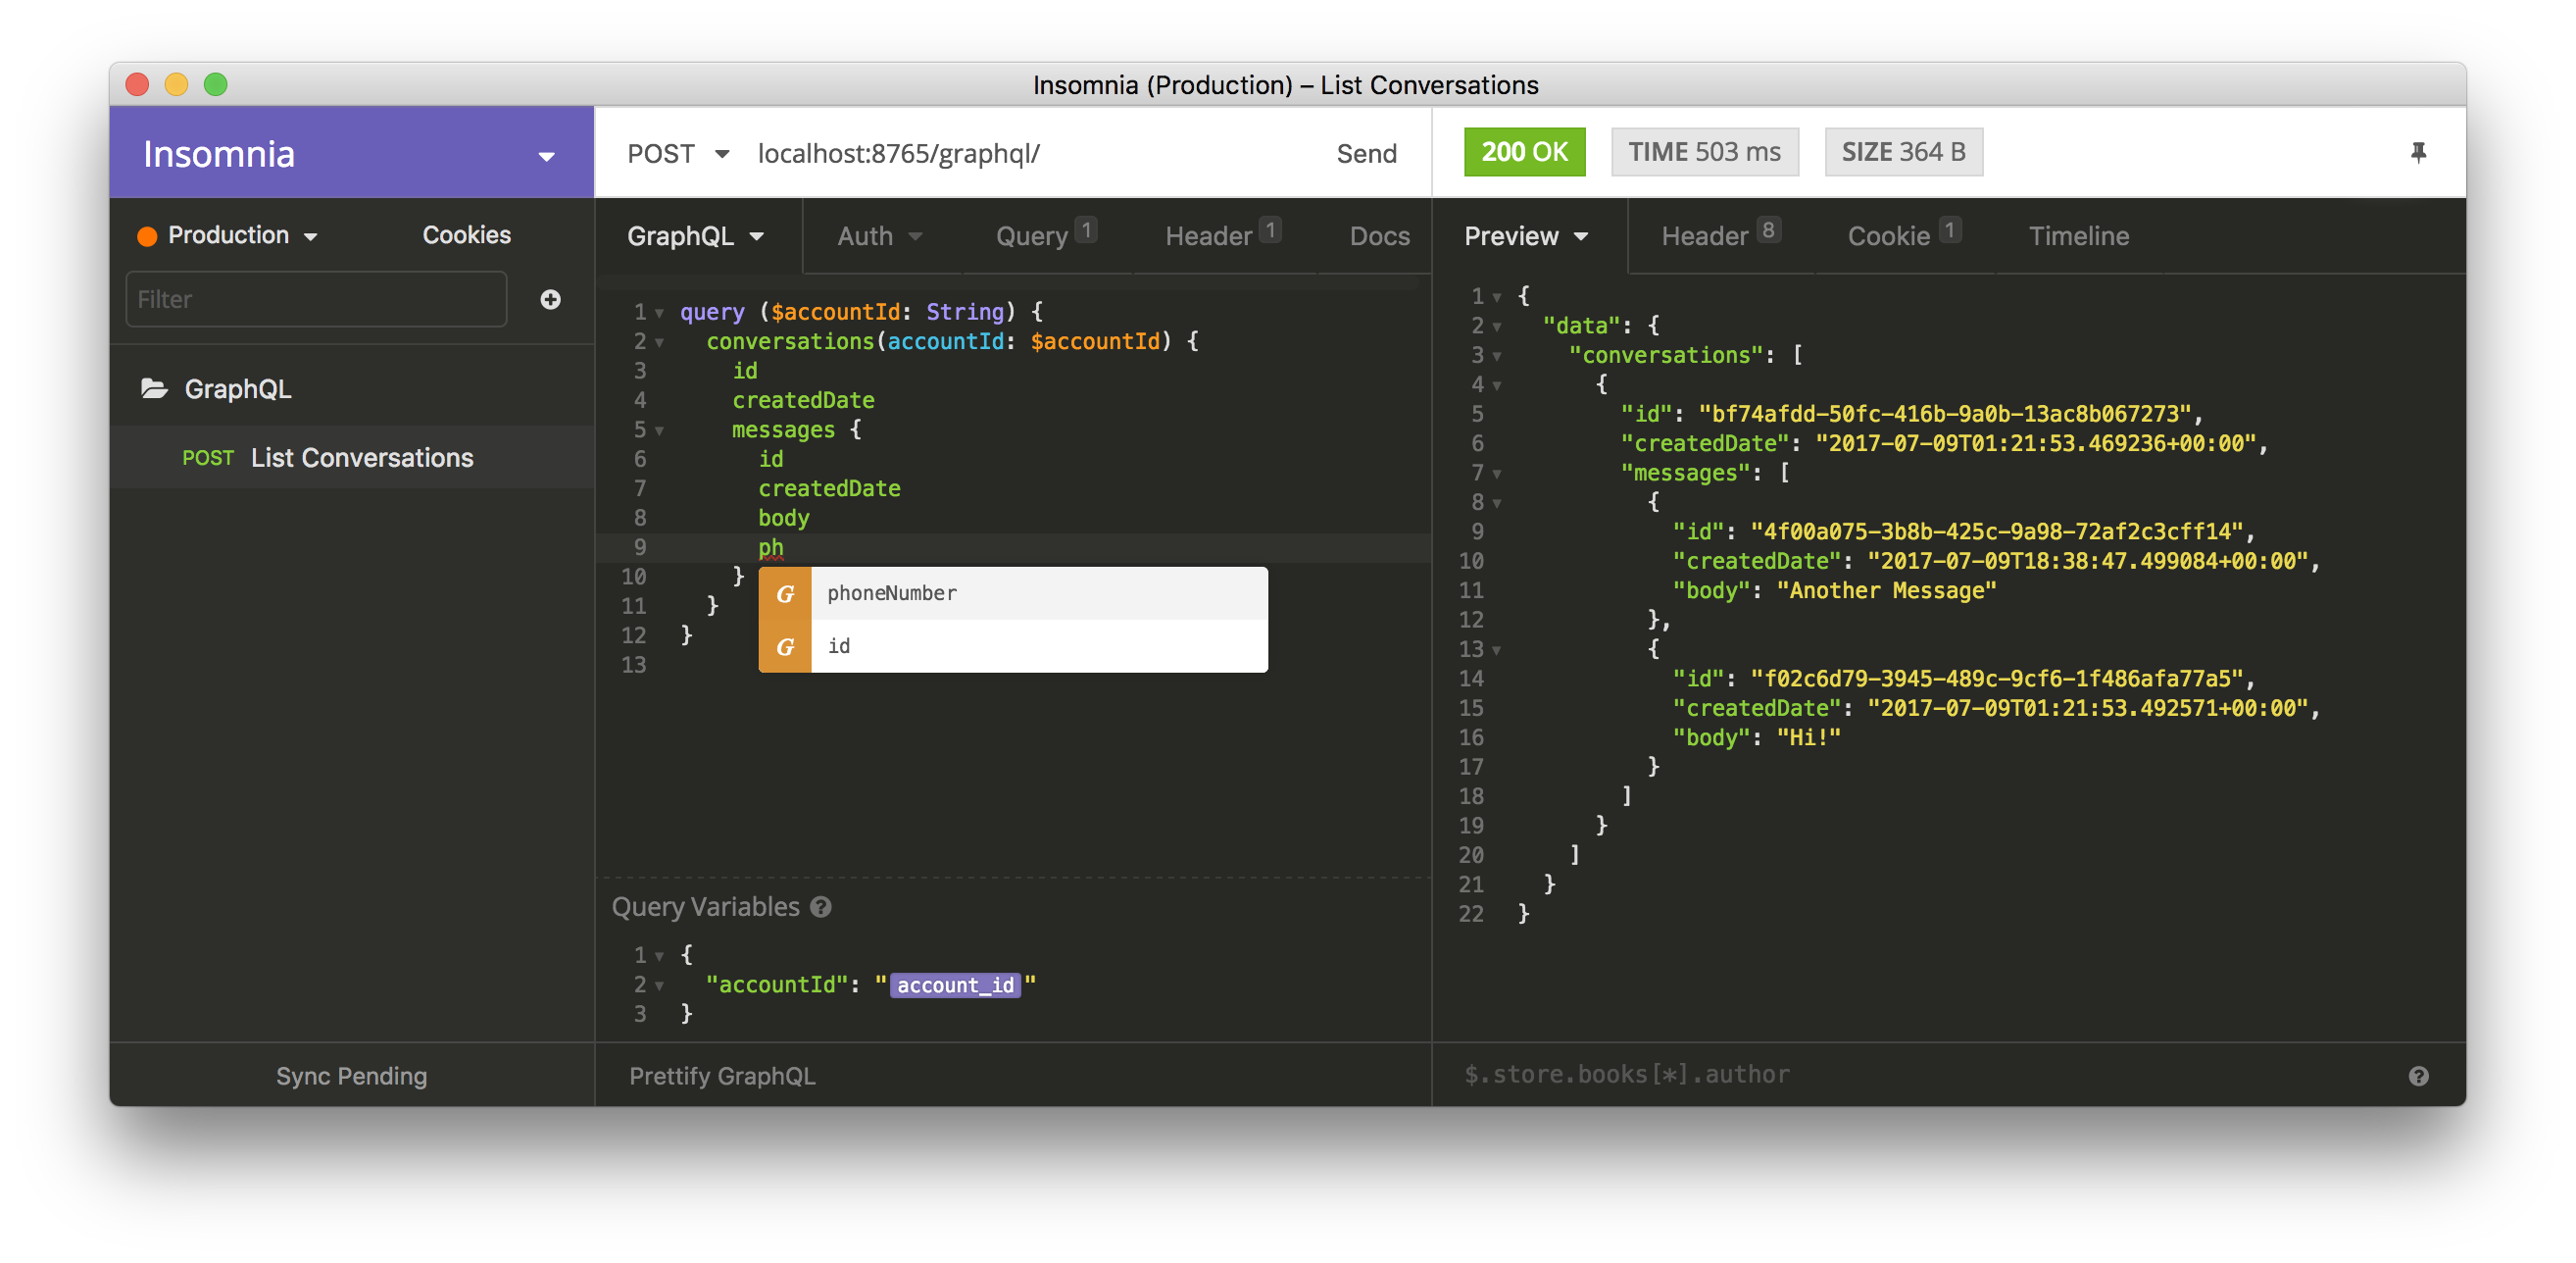 Insomnia (Production) – List Conversations
Insomnia
POST localhost:8765/graphql/ Send
200 OK TIME 503 ms SIZE 364 B
Production Cookies
Filter
GraphQL
POST List Conversations
Sync Pending
GraphQL Auth Query 1 Header 1 Docs
1 query ($accountId: String) {
2 conversations(accountId: $accountId) {
3 id
4 createdDate
5 messages {
6 id
7 createdDate
8 body
9 ph
10 }
11 }
12 }
13
G phoneNumber
G id
Query Variables ?
1 {
2 "accountId": "account_id"
3 }
Prettify GraphQL
Preview Header 8 Cookie 1 Timeline
1 {
2 "data": {
3 "conversations": [
4 {
5 "id": "bf74afdd-50fc-416b-9a0b-13ac8b067273",
6 "createdDate": "2017-07-09T01:21:53.469236+00:00",
7 "messages": [
8 {
9 "id": "4f00a075-3b8b-425c-9a98-72af2c3cff14",
10 "createdDate": "2017-07-09T18:38:47.499084+00:00",
11 "body": "Another Message"
12 },
13 {
14 "id": "f02c6d79-3945-489c-9cf6-1f486afa77a5",
15 "createdDate": "2017-07-09T01:21:53.492571+00:00",
16 "body": "Hi!"
17 }
18 ]
19 }
20 ]
21 }
22 }
$.store.books[*].author ?